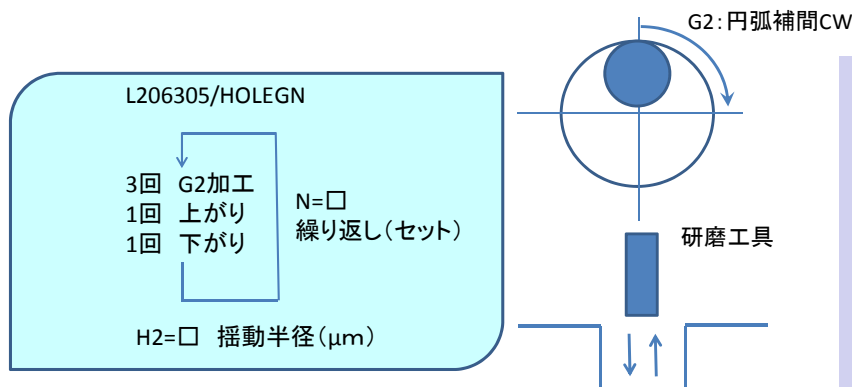 G2：円弧補間CW
L206305/HOLEGN
3回 G2加工
1回 上がり
1回 下がり
N=□
繰り返し（セット）
研磨工具
H2=□ 揺動半径（μm）